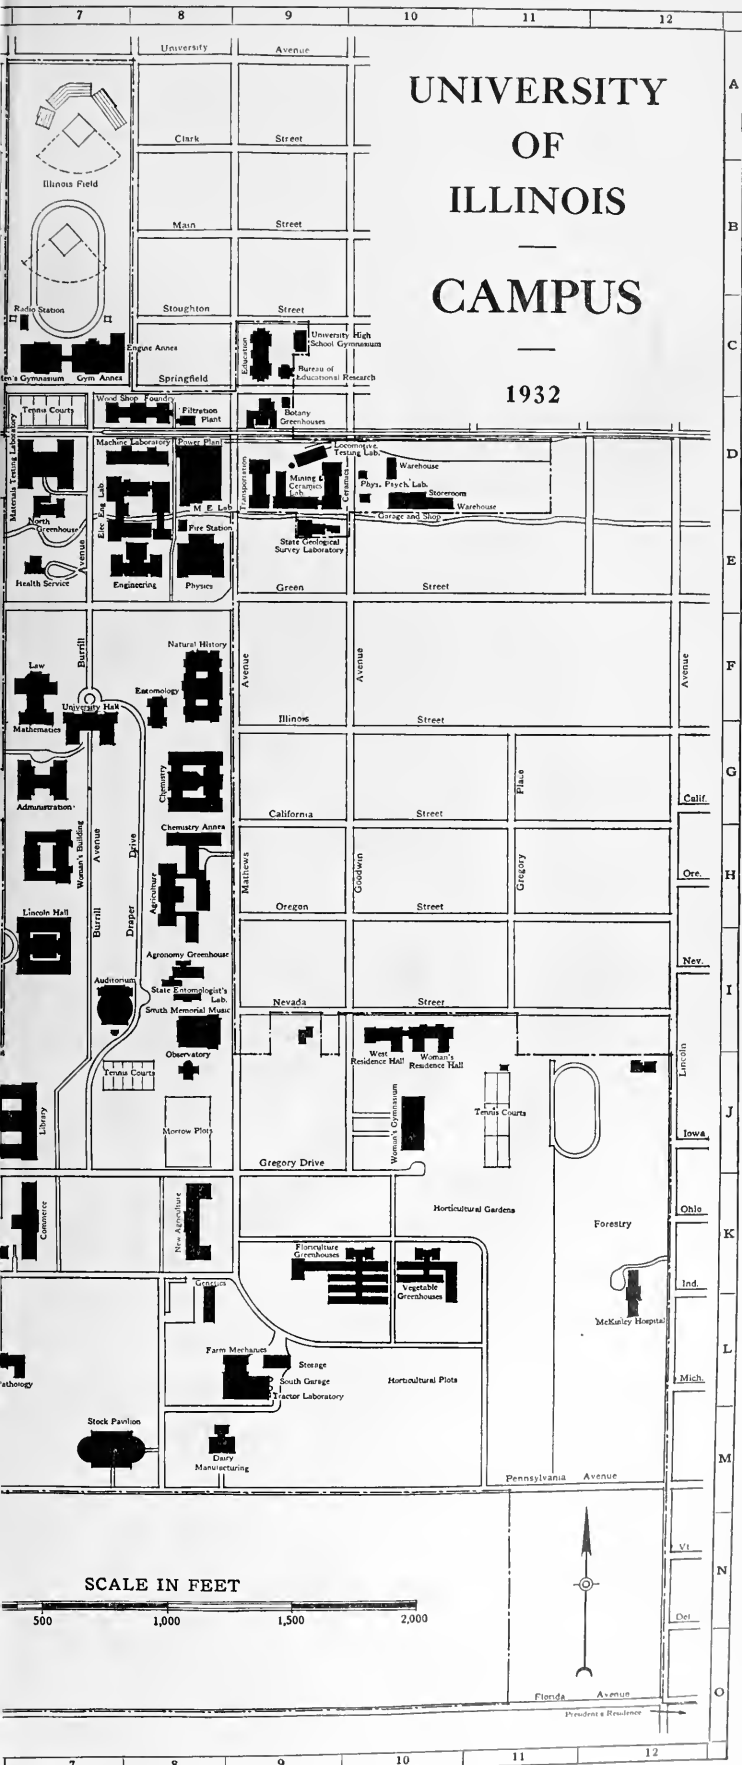 7 8 9 10 11 12
A
B
C
D
E
F
G
H
I
J
K
L
M
N
O
UNIVERSITY
OF
ILLINOIS
CAMPUS
1932
University Avenue
Clark Street
Illinois Field
Main Street
Radio Station
Stoughton Street
Engine Annex
Gym Annex
Springfield
Education
University High
School Gymnasium
Bureau of
Educational Research
Tennis Courts
Wood Shop Foundry
Filtration
Plant
Botany
Greenhouses
Materials Testing Laboratory
Machine Laboratory
Power Plant
Transportation
Locomotive
Testing Lab.
Mining &
Ceramics
Lab.
Ceramics
Warehouse
Phys. Psych. Lab.
Storeroom
Warehouse
Garage and Shop
North
Greenhouse
Elec Eng Lab
M E Lab
Fire Station
State Geological
Survey Laboratory
Health Service
Avenue
Engineering
Physics
Green Street
Burrill
Natural History
Law
Entomology
University Hall
Mathematics
Avenue
Avenue
Avenue
Illinois Street
Administration
Chemistry
Place
Calif.
California Street
Chemistry Annex
Woman's Building
Avenue
Drive
Mathews
Goodwin
Gregory
Ore.
Agriculture
Lincoln Hall
Burrill
Draper
Oregon Street
Agronomy Greenhouse
Nev.
Auditorium
State Entomologist's
Lab.
Nevada Street
Smith Memorial Music
Observatory
Tennis Courts
West
Residence Hall
Woman's
Residence Hall
Lincoln
Library
Morrow Plots
Woman's Gymnasium
Tennis Courts
Iowa
Gregory Drive
Commerce
New Agriculture
Horticultural Gardens
Forestry
Ohio
Floriculture
Greenhouses
Vegetable
Greenhouses
Ind.
Genetics
McKinley Hospital
Farm Mechanics
Storage
South Garage
Tractor Laboratory
Horticultural Plots
Mich.
Stock Pavilion
Dairy
Manufacturing
Pennsylvania Avenue
Vt
SCALE IN FEET
500 1,000 1,500 2,000
Del
Florida Avenue
President's Residence
7 8 9 10 11 12